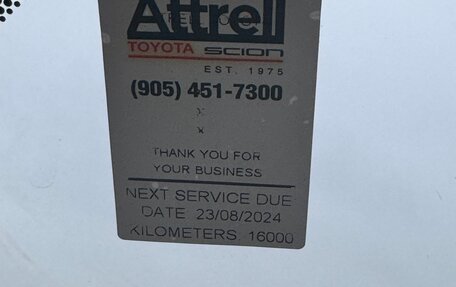 Attrell
TOYOTA SCION
EST. 1975
(905) 451-7300
THANK YOU FOR
YOUR BUSINESS
NEXT SERVICE DUE
DATE 23/08/2024
KILOMETERS 16000